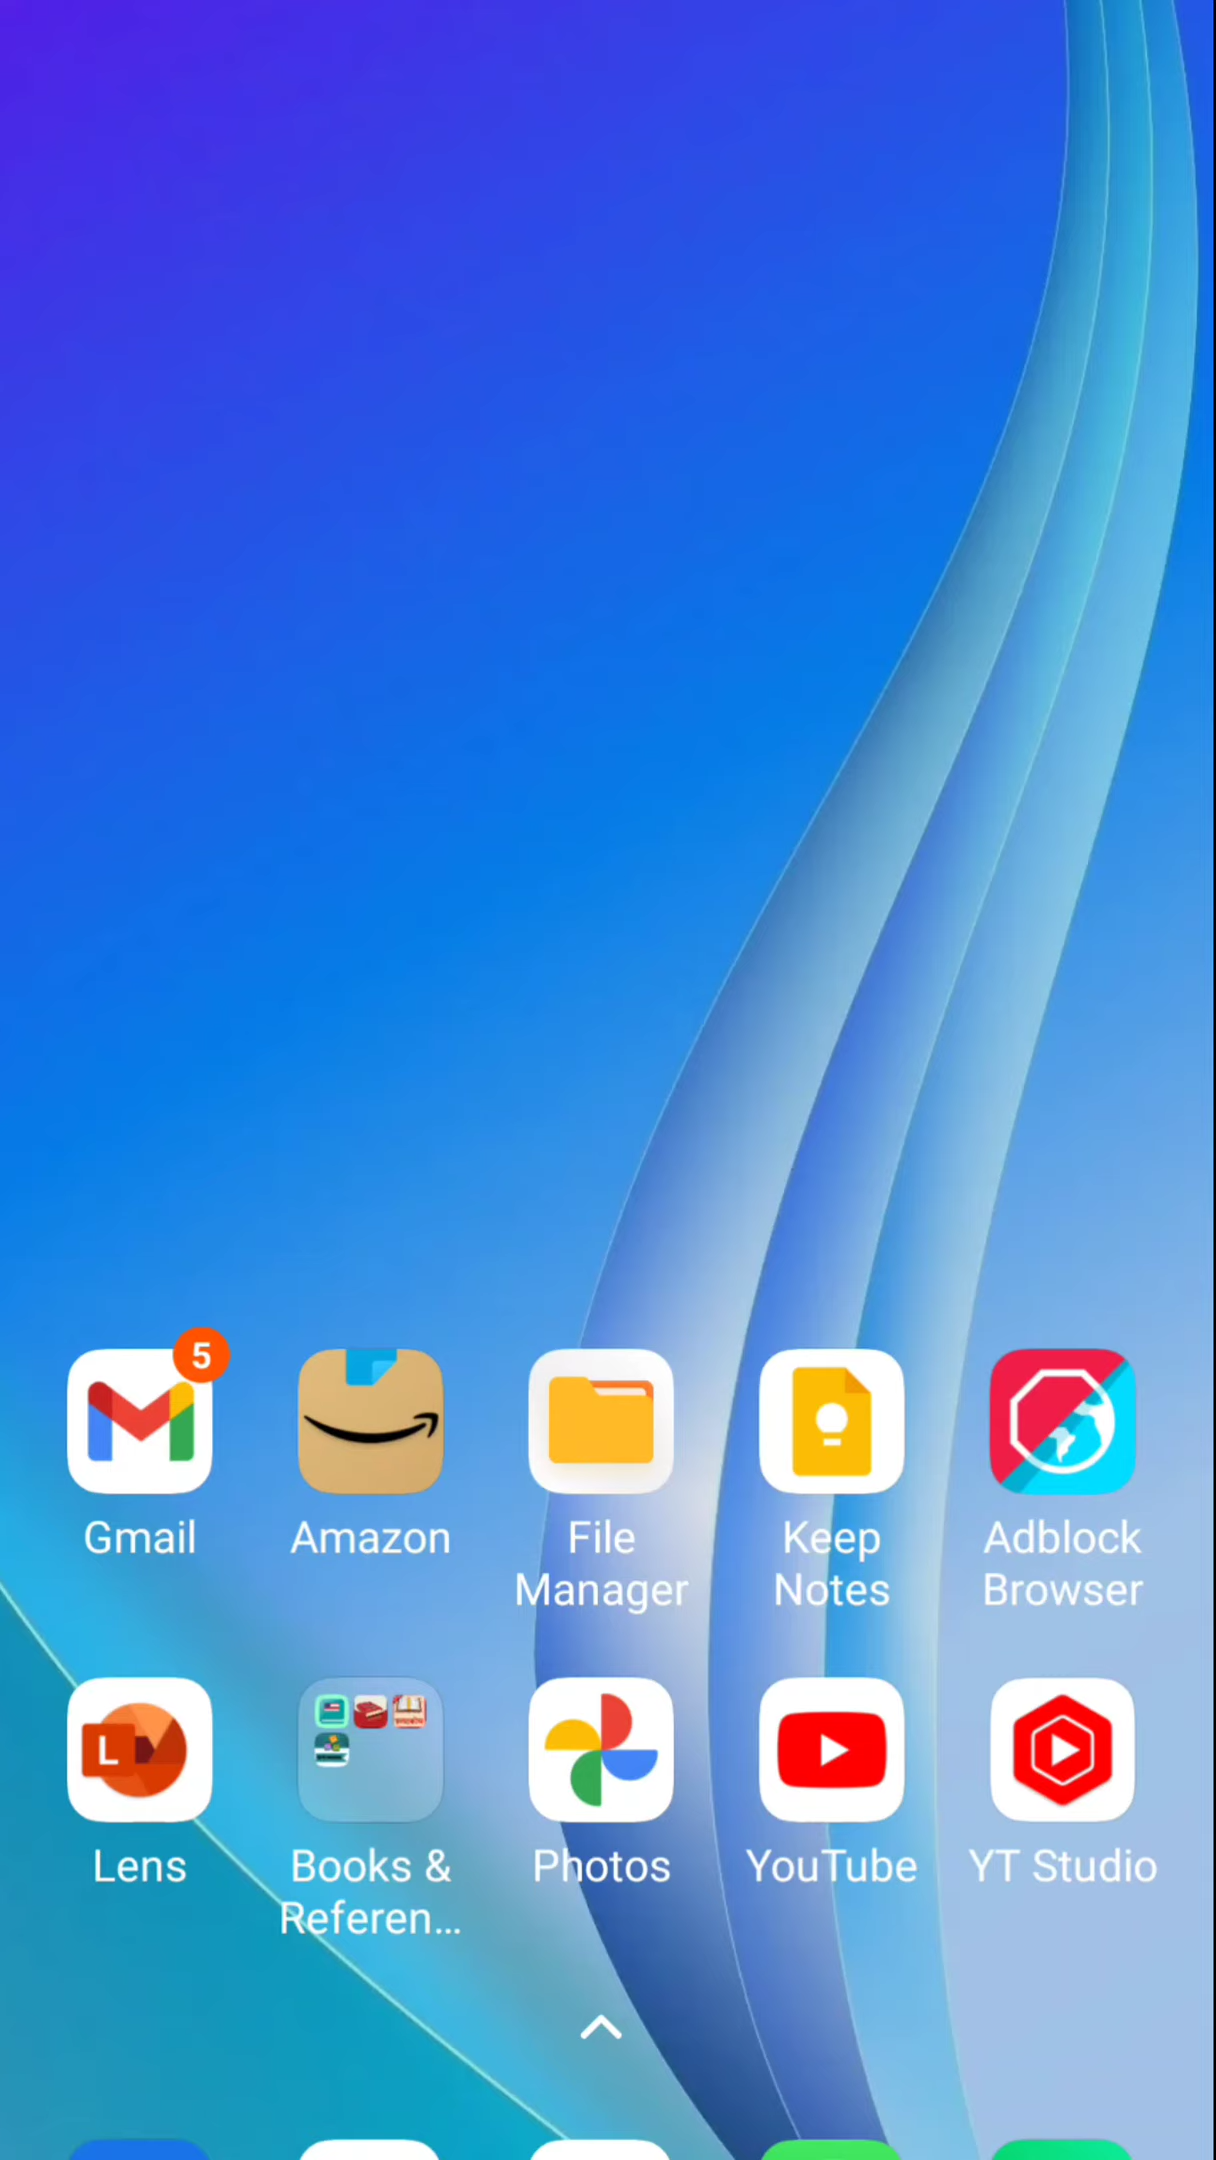 5
Gmail
Amazon
File
Manager
Keep
Notes
Adblock
Browser
L
Lens
Books &
Referen...
Photos
YouTube
YT Studio